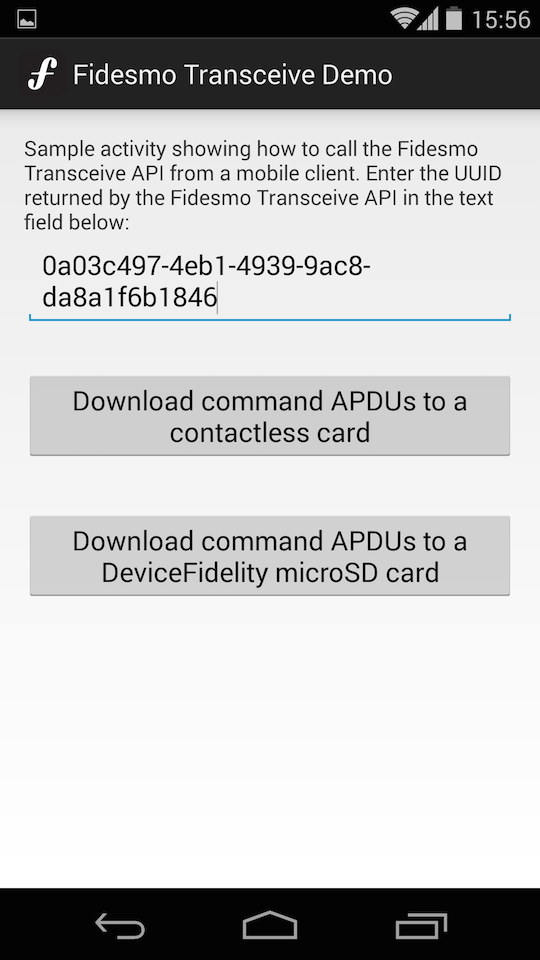 15:56
Fidesmo Transceive Demo
Sample activity showing how to call the Fidesmo
Transceive API from a mobile client. Enter the UUID
returned by the Fidesmo Transceive API in the text
field below:
0a03c497-4eb1-4939-9ac8-
da8a1f6b1846
Download command APDUs to a
contactless card
Download command APDUs to a
DeviceFidelity microSD card